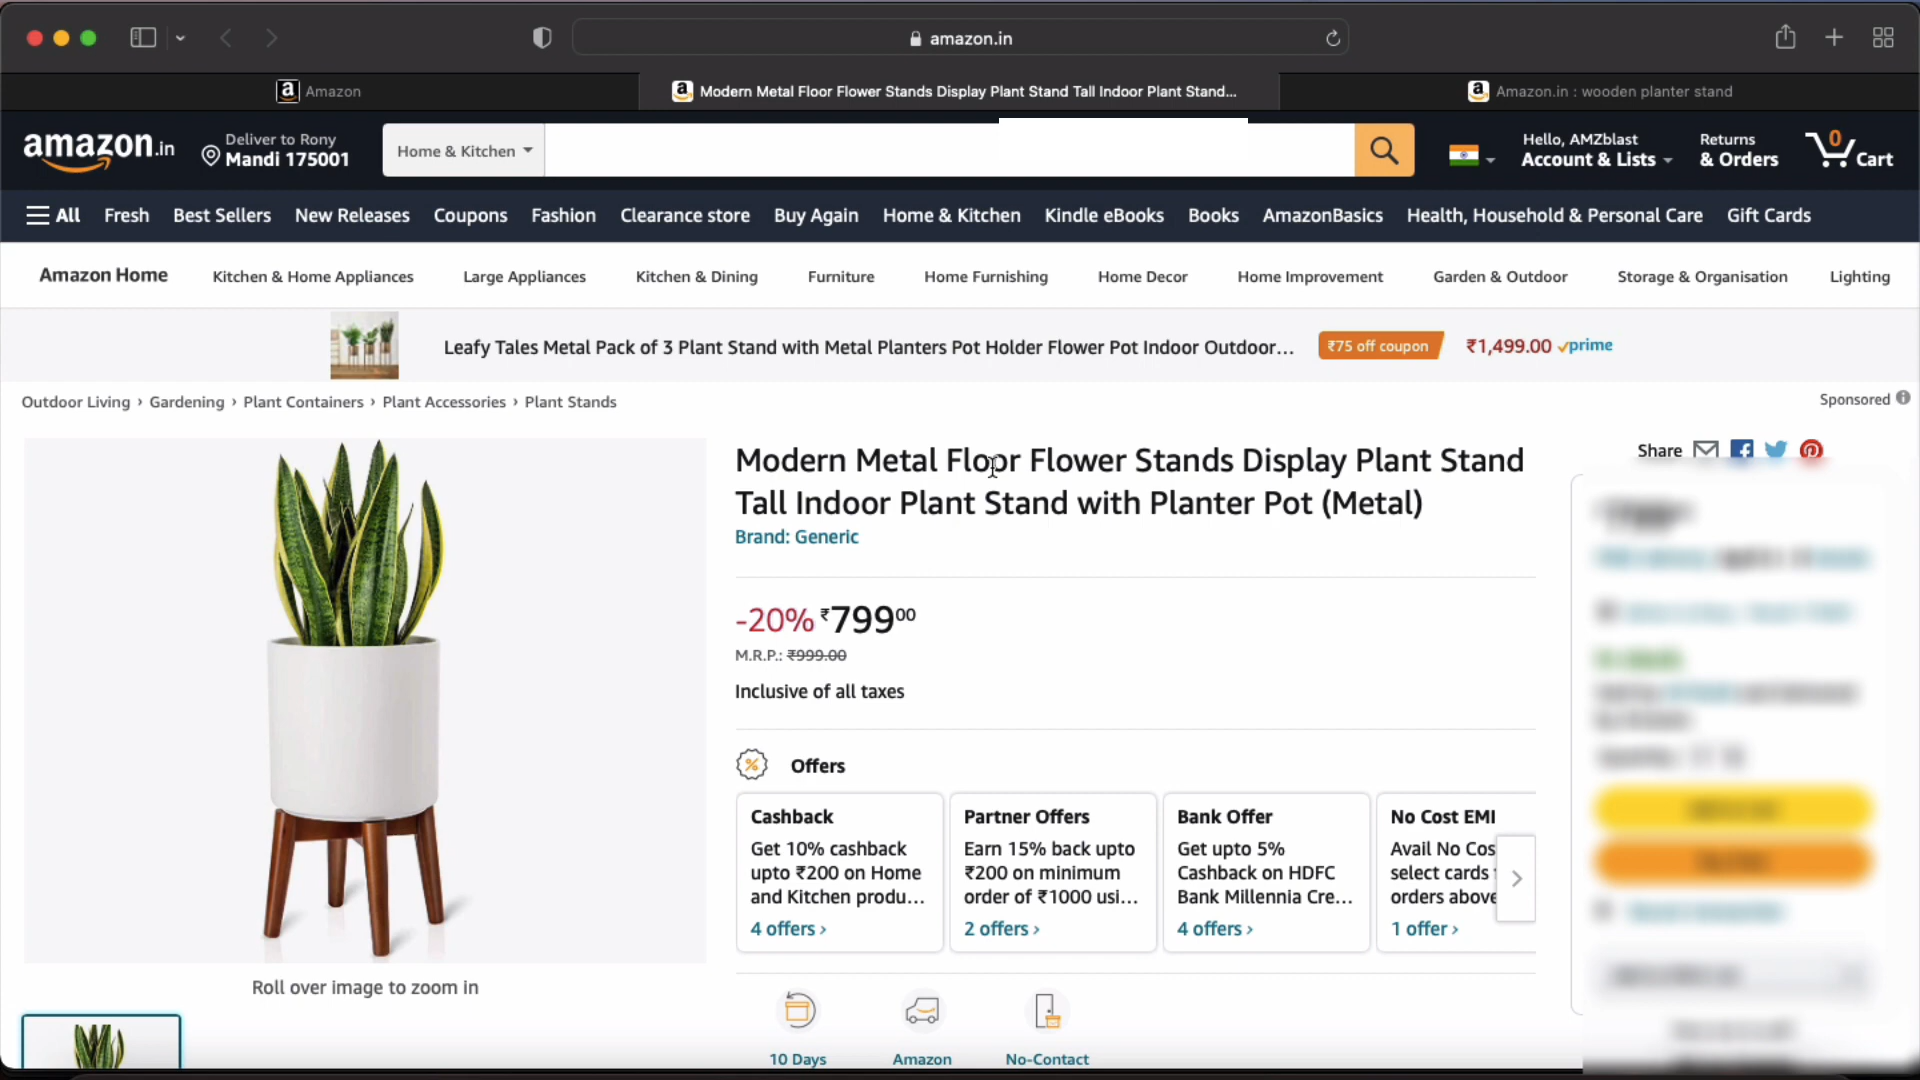 amazon.in
Amazon
Modern Metal Floor Flower Stands Display Plant Stand Tall Indoor Plant Stand...
Amazon.in : wooden planter stand
amazon.in
Deliver to Rony
Mandi 175001
Home & Kitchen
Hello, AMZblast
Account & Lists
Returns
& Orders
0
Cart
All Fresh Best Sellers New Releases Coupons Fashion Clearance store Buy Again Home & Kitchen Kindle eBooks Books AmazonBasics Health, Household & Personal Care Gift Cards
Amazon Home Kitchen & Home Appliances Large Appliances Kitchen & Dining Furniture Home Furnishing Home Decor Home Improvement Garden & Outdoor Storage & Organisation Lighting
Leafy Tales Metal Pack of 3 Plant Stand with Metal Planters Pot Holder Flower Pot Indoor Outdoor... ₹75 off coupon ₹1,499.00 prime
Sponsored
Outdoor Living › Gardening › Plant Containers › Plant Accessories › Plant Stands
Share
Modern Metal Floor Flower Stands Display Plant Stand
Tall Indoor Plant Stand with Planter Pot (Metal)
Brand: Generic
-20% ₹79900
M.R.P.: ₹999.00
Inclusive of all taxes
Offers
Cashback
Get 10% cashback
upto ₹200 on Home
and Kitchen produ...
4 offers ›
Partner Offers
Earn 15% back upto
₹200 on minimum
order of ₹1000 usi...
2 offers ›
Bank Offer
Get upto 5%
Cashback on HDFC
Bank Millennia Cre...
4 offers ›
No Cost EMI
Avail No Cos
select cards
orders above
1 offer ›
Roll over image to zoom in
10 Days
Amazon
No-Contact